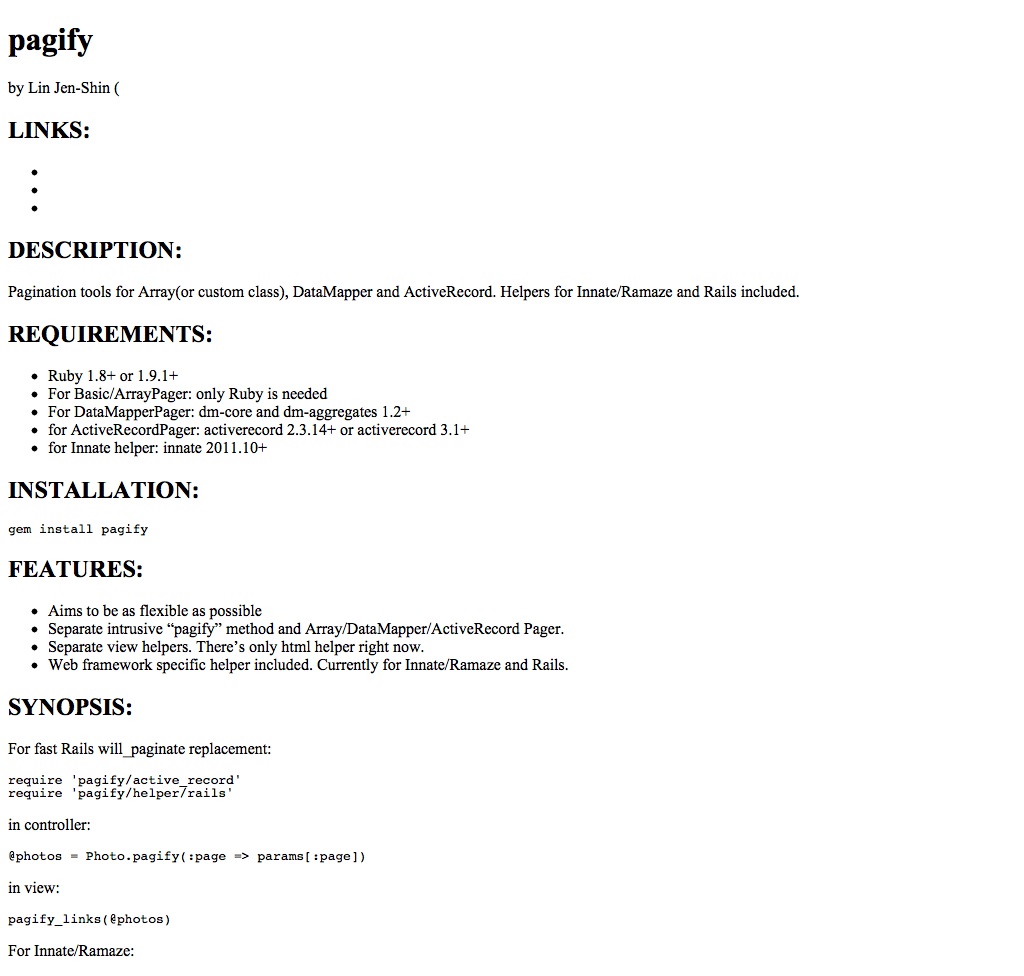 pagify
by Lin Jen-Shin (
LINKS:
DESCRIPTION:
Pagination tools for Array(or custom class), DataMapper and ActiveRecord. Helpers for Innate/Ramaze and Rails included.
REQUIREMENTS:
• Ruby 1.8+ or 1.9.1+
• For Basic/ArrayPager: only Ruby is needed
• For DataMapperPager: dm-core and dm-aggregates 1.2+
• for ActiveRecordPager: activerecord 2.3.14+ or activerecord 3.1+
• for Innate helper: innate 2011.10+
INSTALLATION:
gem install pagify
FEATURES:
• Aims to be as flexible as possible
• Separate intrusive “pagify” method and Array/DataMapper/ActiveRecord Pager.
• Separate view helpers. There’s only html helper right now.
• Web framework specific helper included. Currently for Innate/Ramaze and Rails.
SYNOPSIS:
For fast Rails will_paginate replacement:
require 'pagify/active_record'
require 'pagify/helper/rails'
in controller:
@photos = Photo.pagify(:page => params[:page])
in view:
pagify_links(@photos)
For Innate/Ramaze: